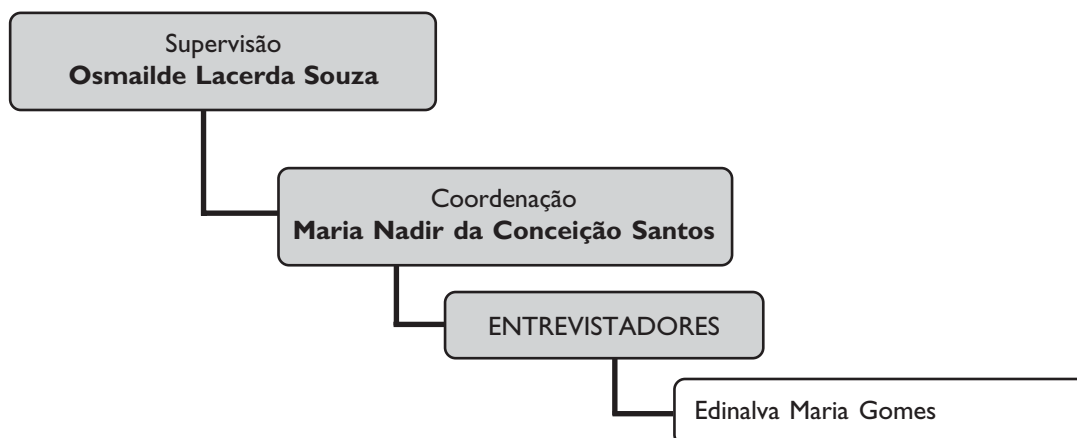 Supervisão
Osmailde Lacerda Souza
Coordenação
Maria Nadir da Conceição Santos
ENTREVISTADORES
Edinalva Maria Gomes